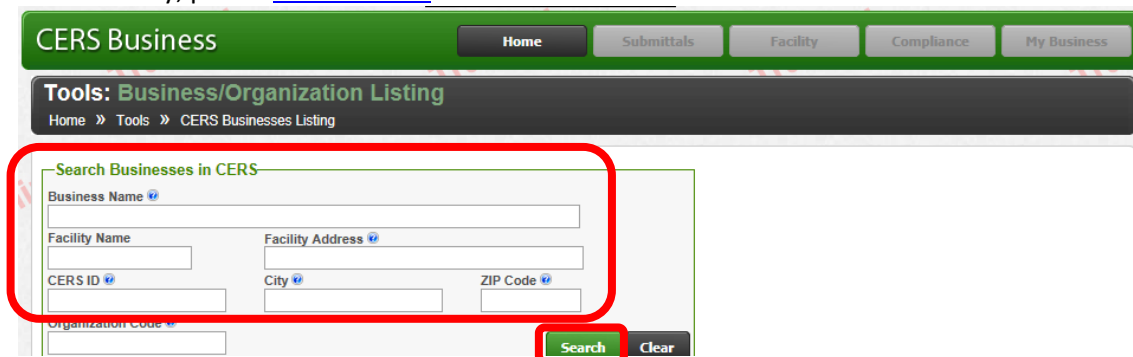 CERS Business
Home Submittals Facility Compliance My Business
Tools: Business/Organization Listing
Home » Tools » CERS Businesses Listing
Search Businesses in CERS
Business Name
Facility Name Facility Address
CERS ID City ZIP Code
Organization Code
Search Clear